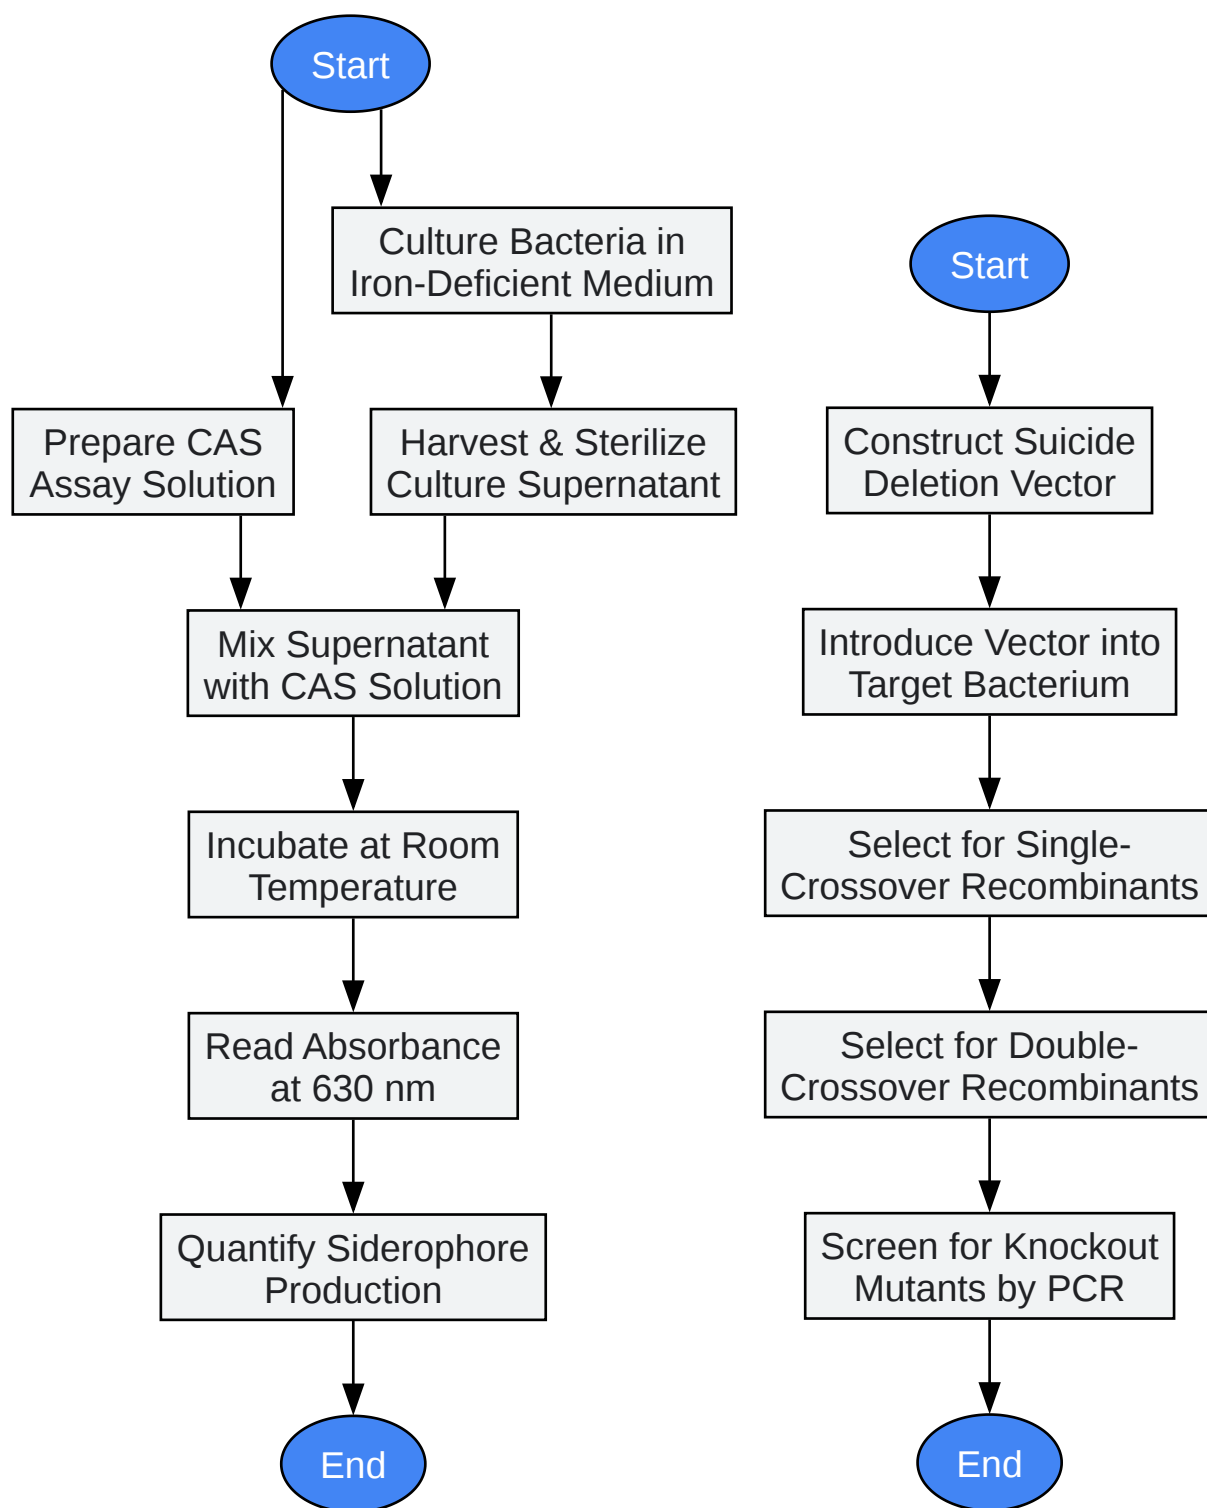 Start
Culture Bacteria in
Iron-Deficient Medium
Prepare CAS
Assay Solution
Harvest & Sterilize
Culture Supernatant
Mix Supernatant
with CAS Solution
Incubate at Room
Temperature
Read Absorbance
at 630 nm
Quantify Siderophore
Production
End
Start
Construct Suicide
Deletion Vector
Introduce Vector into
Target Bacterium
Select for Single-
Crossover Recombinants
Select for Double-
Crossover Recombinants
Screen for Knockout
Mutants by PCR
End